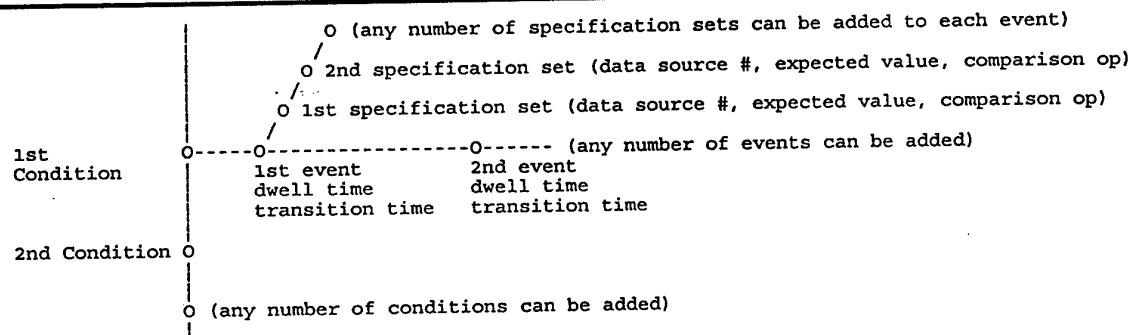 O (any number of specification sets can be added to each event)
O 2nd specification set (data source #, expected value, comparison op)
O 1st specification set (data source #, expected value, comparison op)
1st O-----O-----------------O------ (any number of events can be added)
Condition 1st event 2nd event
dwell time dwell time
transition time transition time
2nd Condition O
O (any number of conditions can be added)